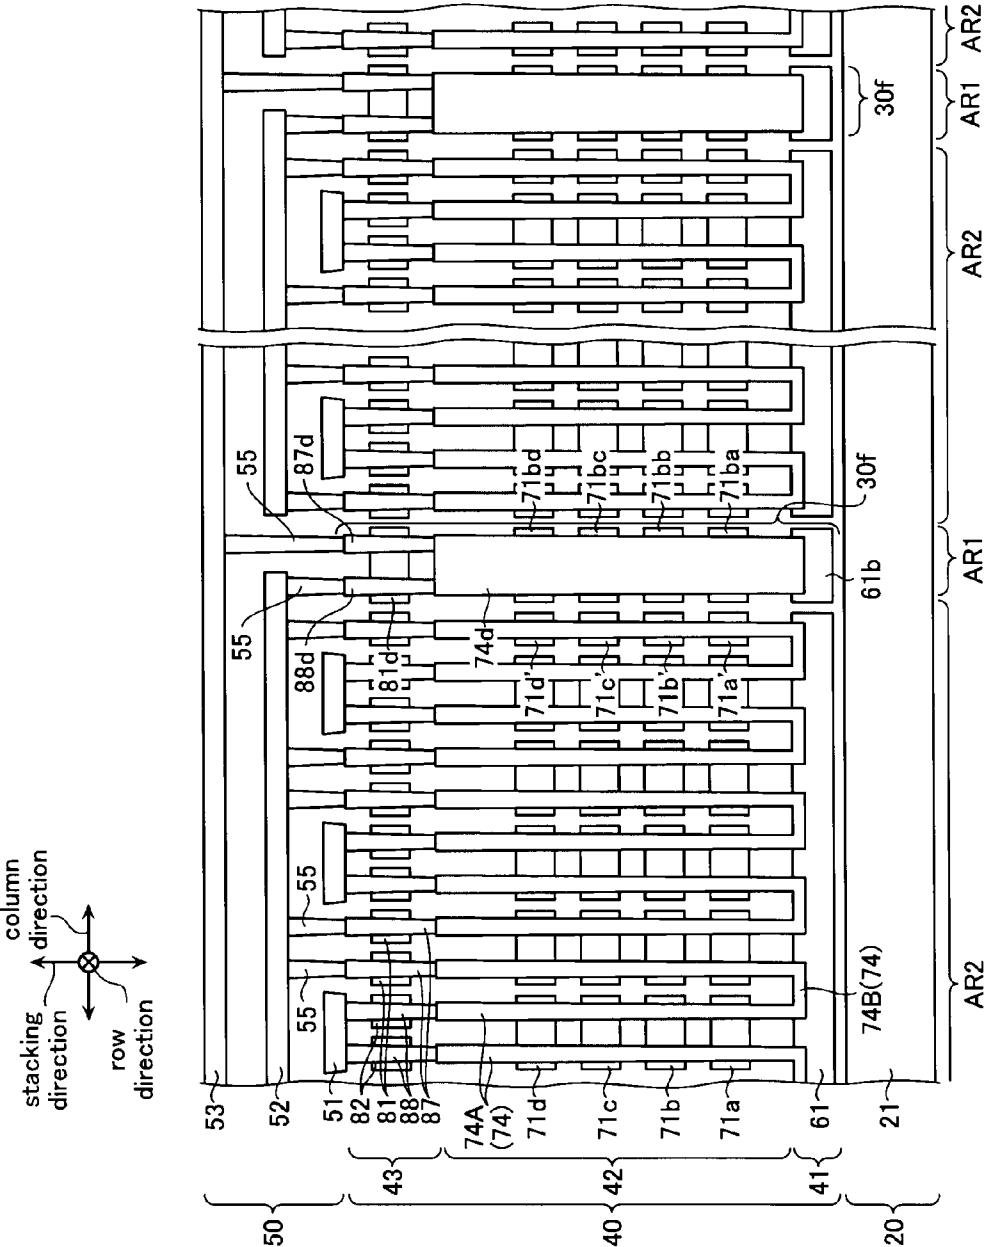 stacking direction
column direction
row direction
53
52
51
82
81
88
87
74A (74)
71d
71c
71b
71a
61
21
50
43
42
40
41
20
55
55
55
88d
81d
55
87d
74d
71d'
71c'
71b'
71a'
71bd
71bc
71bb
71ba
30f
61b
74B(74)
30f
AR2
AR1
AR2
AR1
AR2